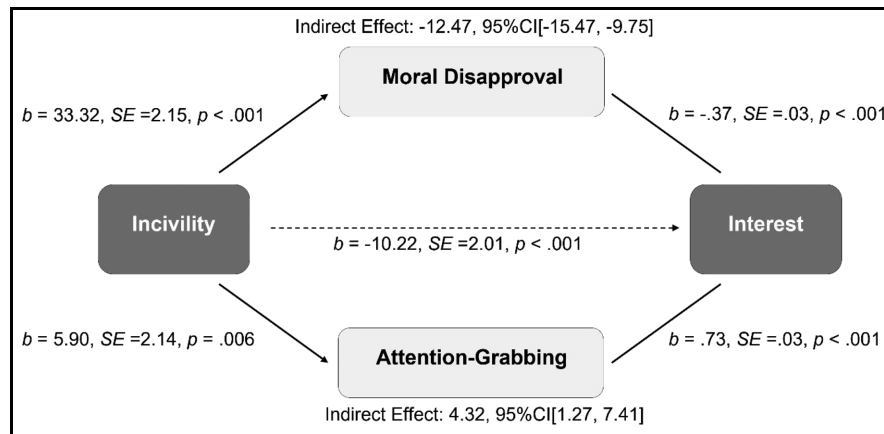 Indirect Effect: -12.47, 95%CI[-15.47, -9.75]
Moral Disapproval
b = 33.32, SE =2.15, p < .001
b = -.37, SE =.03, p < .001
Incivility
Interest
b = -10.22, SE =2.01, p < .001
b = 5.90, SE =2.14, p = .006
b = .73, SE =.03, p < .001
Attention-Grabbing
Indirect Effect: 4.32, 95%CI[1.27, 7.41]